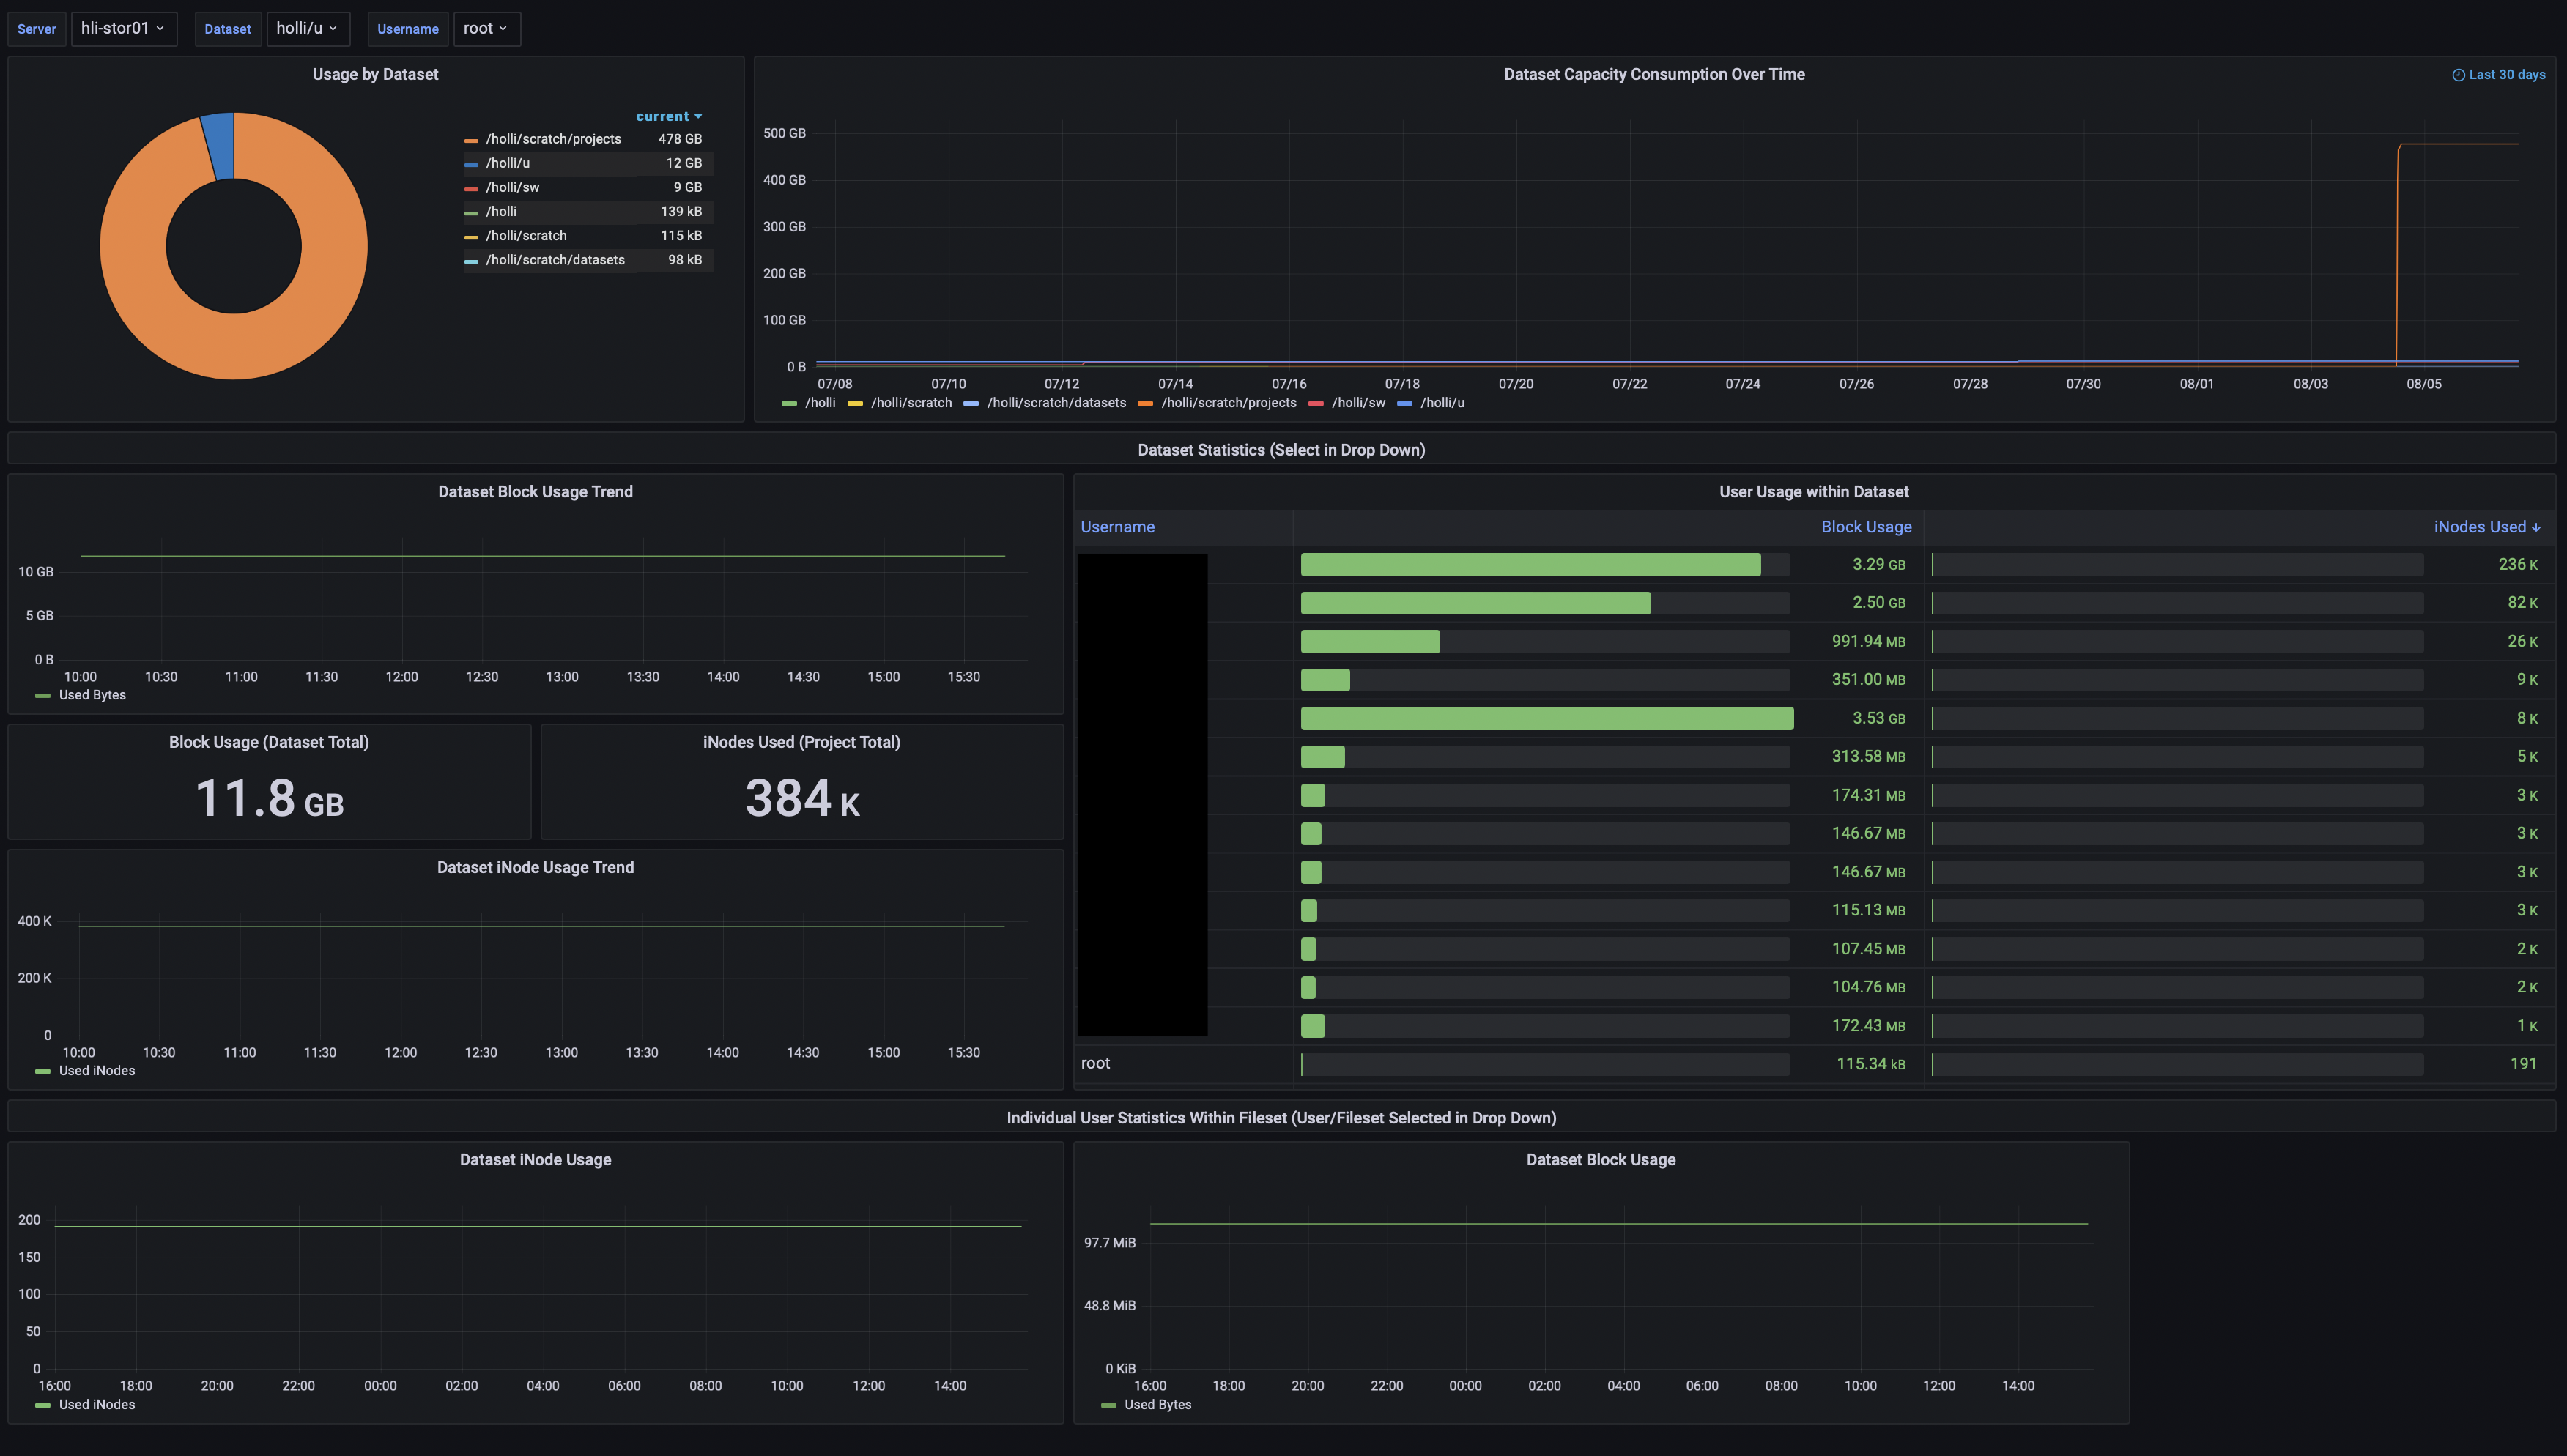 Server hli-stor01 Dataset holli/u Username root
Usage by Dataset
current
/holli/scratch/projects 478 GB
/holli/u 12 GB
/holli/sw 9 GB
/holli 139 kB
/holli/scratch 115 kB
/holli/scratch/datasets 98 kB
Dataset Capacity Consumption Over Time
Last 30 days
500 GB
400 GB
300 GB
200 GB
100 GB
0 B
07/08 07/10 07/12 07/14 07/16 07/18 07/20 07/22 07/24 07/26 07/28 07/30 08/01 08/03 08/05
/holli /holli/scratch /holli/scratch/datasets /holli/scratch/projects /holli/sw /holli/u
Dataset Statistics (Select in Drop Down)
Dataset Block Usage Trend
10 GB
5 GB
0 B
10:00 10:30 11:00 11:30 12:00 12:30 13:00 13:30 14:00 14:30 15:00 15:30
Used Bytes
Block Usage (Dataset Total)
11.8 GB
iNodes Used (Project Total)
384 K
Dataset iNode Usage Trend
400 K
200 K
0
10:00 10:30 11:00 11:30 12:00 12:30 13:00 13:30 14:00 14:30 15:00 15:30
Used iNodes
User Usage within Dataset
Username Block Usage iNodes Used
3.29 GB 236 K
2.50 GB 82 K
991.94 MB 26 K
351.00 MB 9 K
3.53 GB 8 K
313.58 MB 5 K
174.31 MB 3 K
146.67 MB 3 K
146.67 MB 3 K
115.13 MB 3 K
107.45 MB 2 K
104.76 MB 2 K
172.43 MB 1 K
root 115.34 kB 191
Individual User Statistics Within Fileset (User/Fileset Selected in Drop Down)
Dataset iNode Usage
200
150
100
50
0
16:00 18:00 20:00 22:00 00:00 02:00 04:00 06:00 08:00 10:00 12:00 14:00
Used iNodes
Dataset Block Usage
97.7 MiB
48.8 MiB
0 KiB
16:00 18:00 20:00 22:00 00:00 02:00 04:00 06:00 08:00 10:00 12:00 14:00
Used Bytes